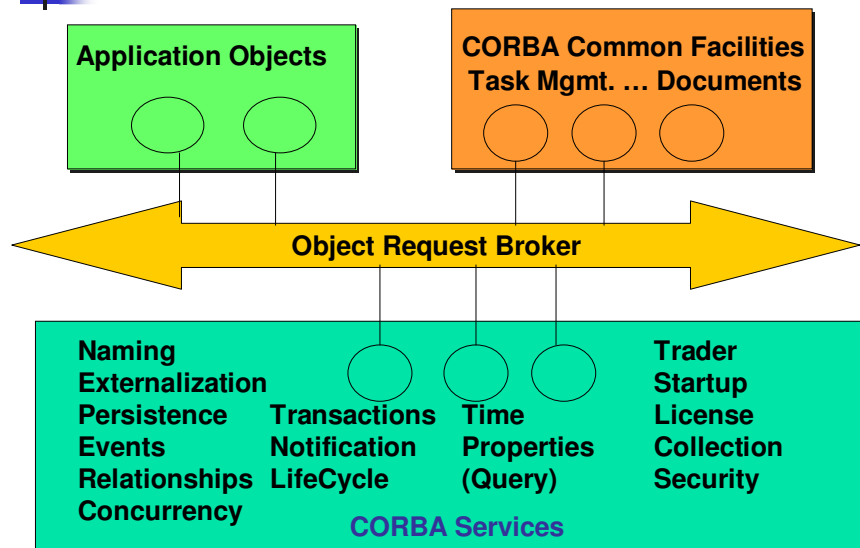 Application Objects
CORBA Common Facilities
Task Mgmt. ... Documents
Object Request Broker
Naming
Externalization
Persistence
Events
Relationships
Concurrency
Transactions
Notification
LifeCycle
Time
Properties
(Query)
Trader
Startup
License
Collection
Security
CORBA Services